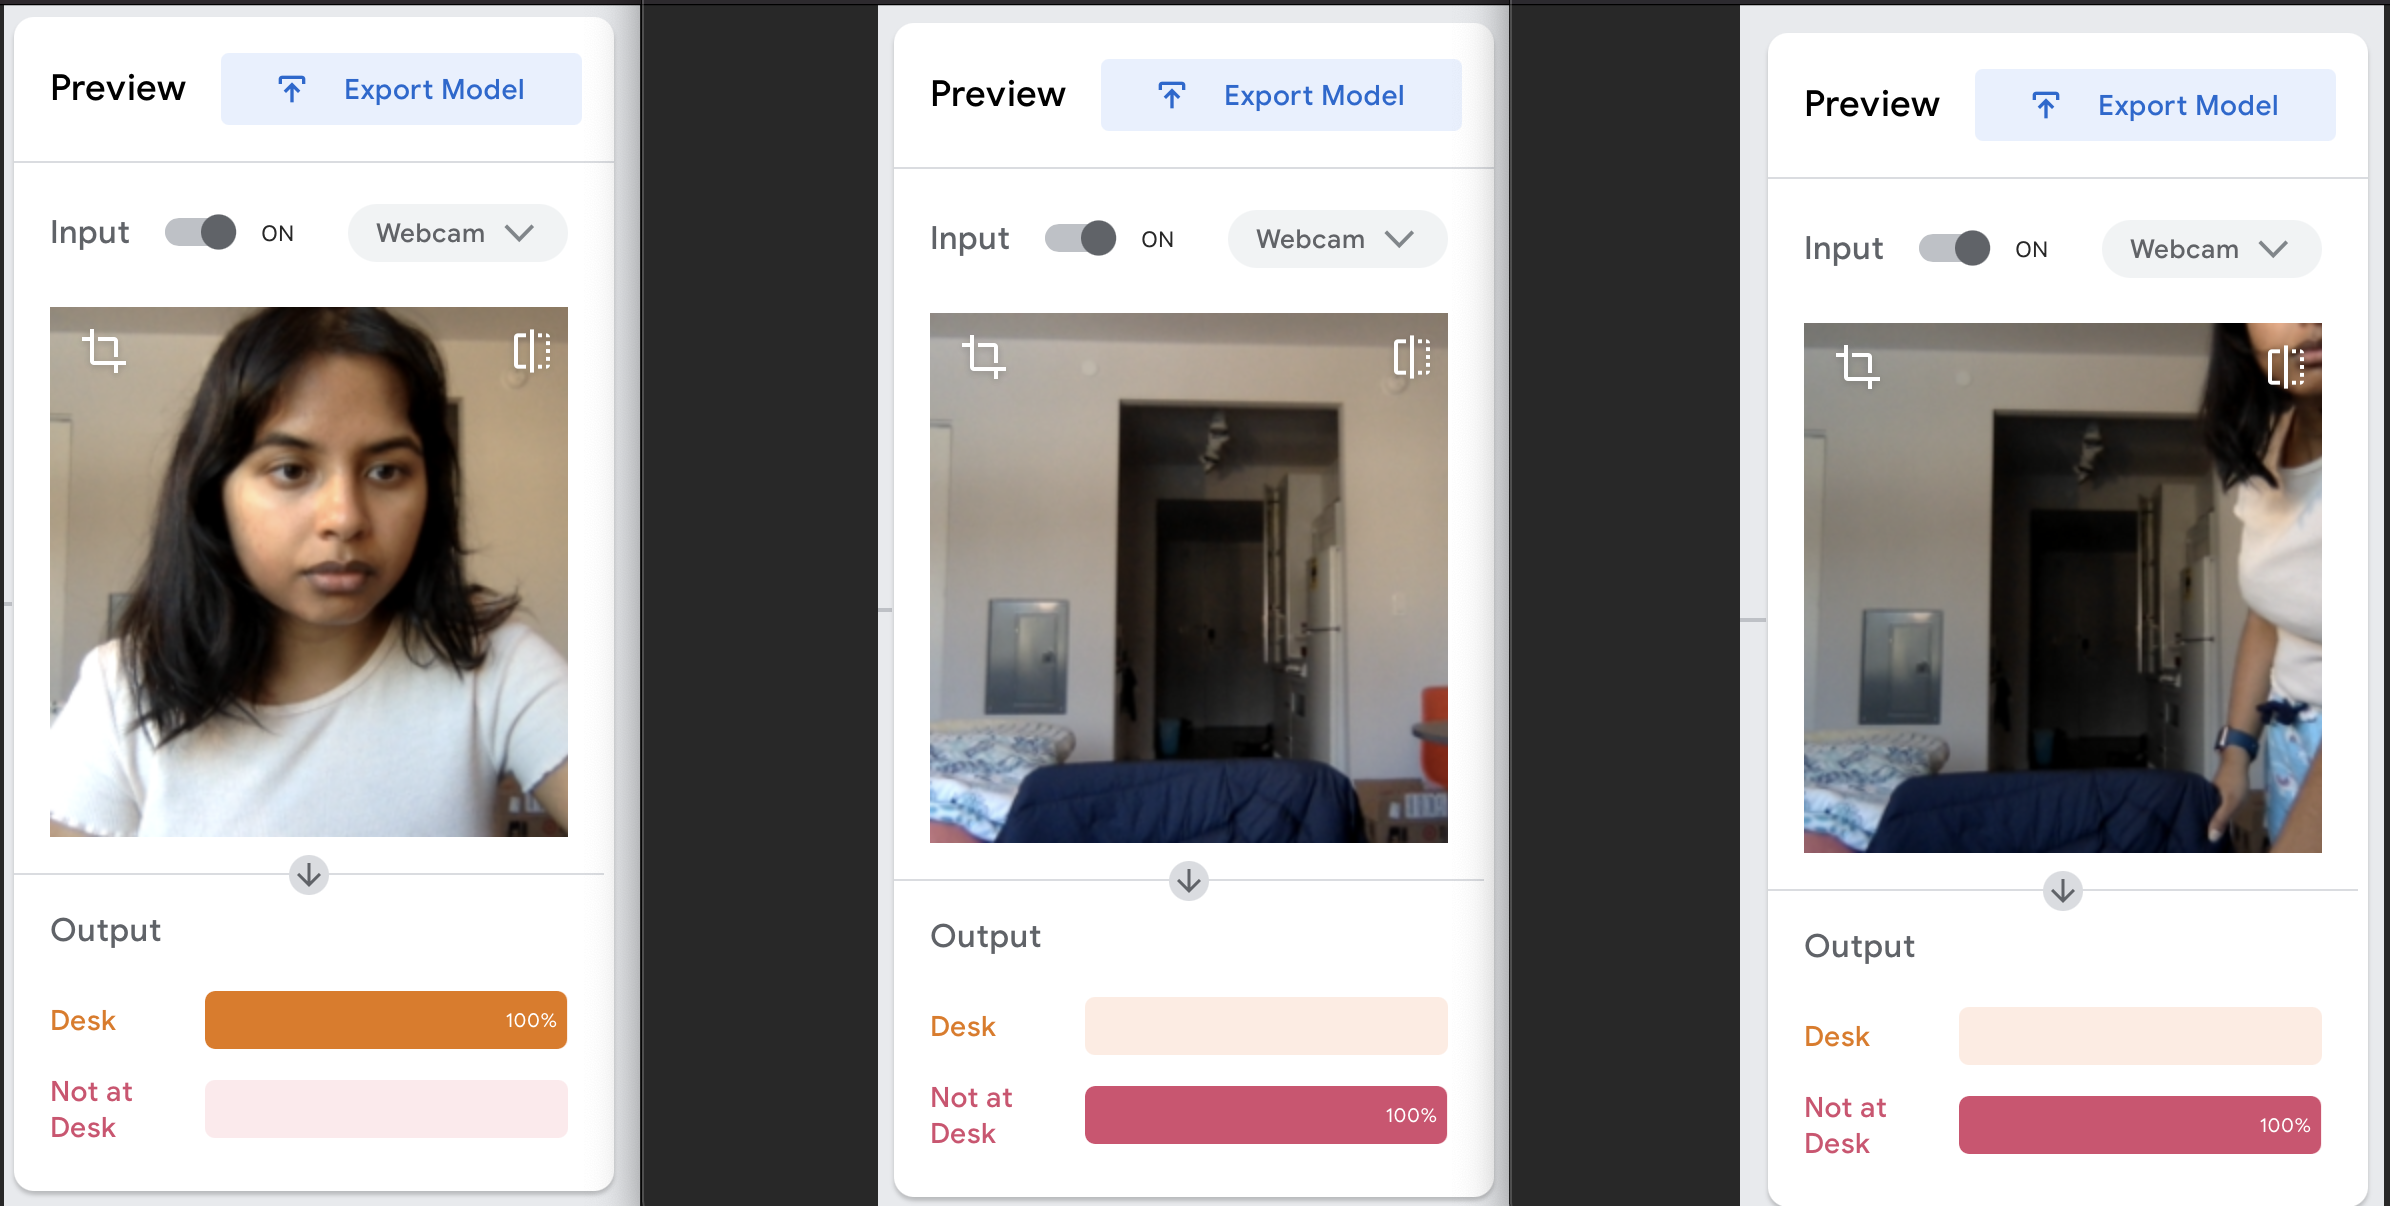 Preview
Export Model
Input
ON
Webcam
Output
Desk
100%
Not at
Desk
Preview
Export Model
Input
ON
Webcam
Output
Desk
Not at
Desk
100%
Preview
Export Model
Input
ON
Webcam
Output
Desk
Not at
Desk
100%